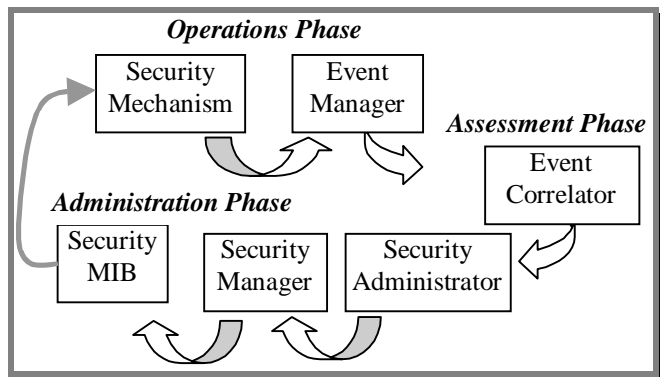 Operations Phase
Security
Mechanism
Event
Manager
Assessment Phase
Event
Correlator
Administration Phase
Security
MIB
Security
Manager
Security
Administrator